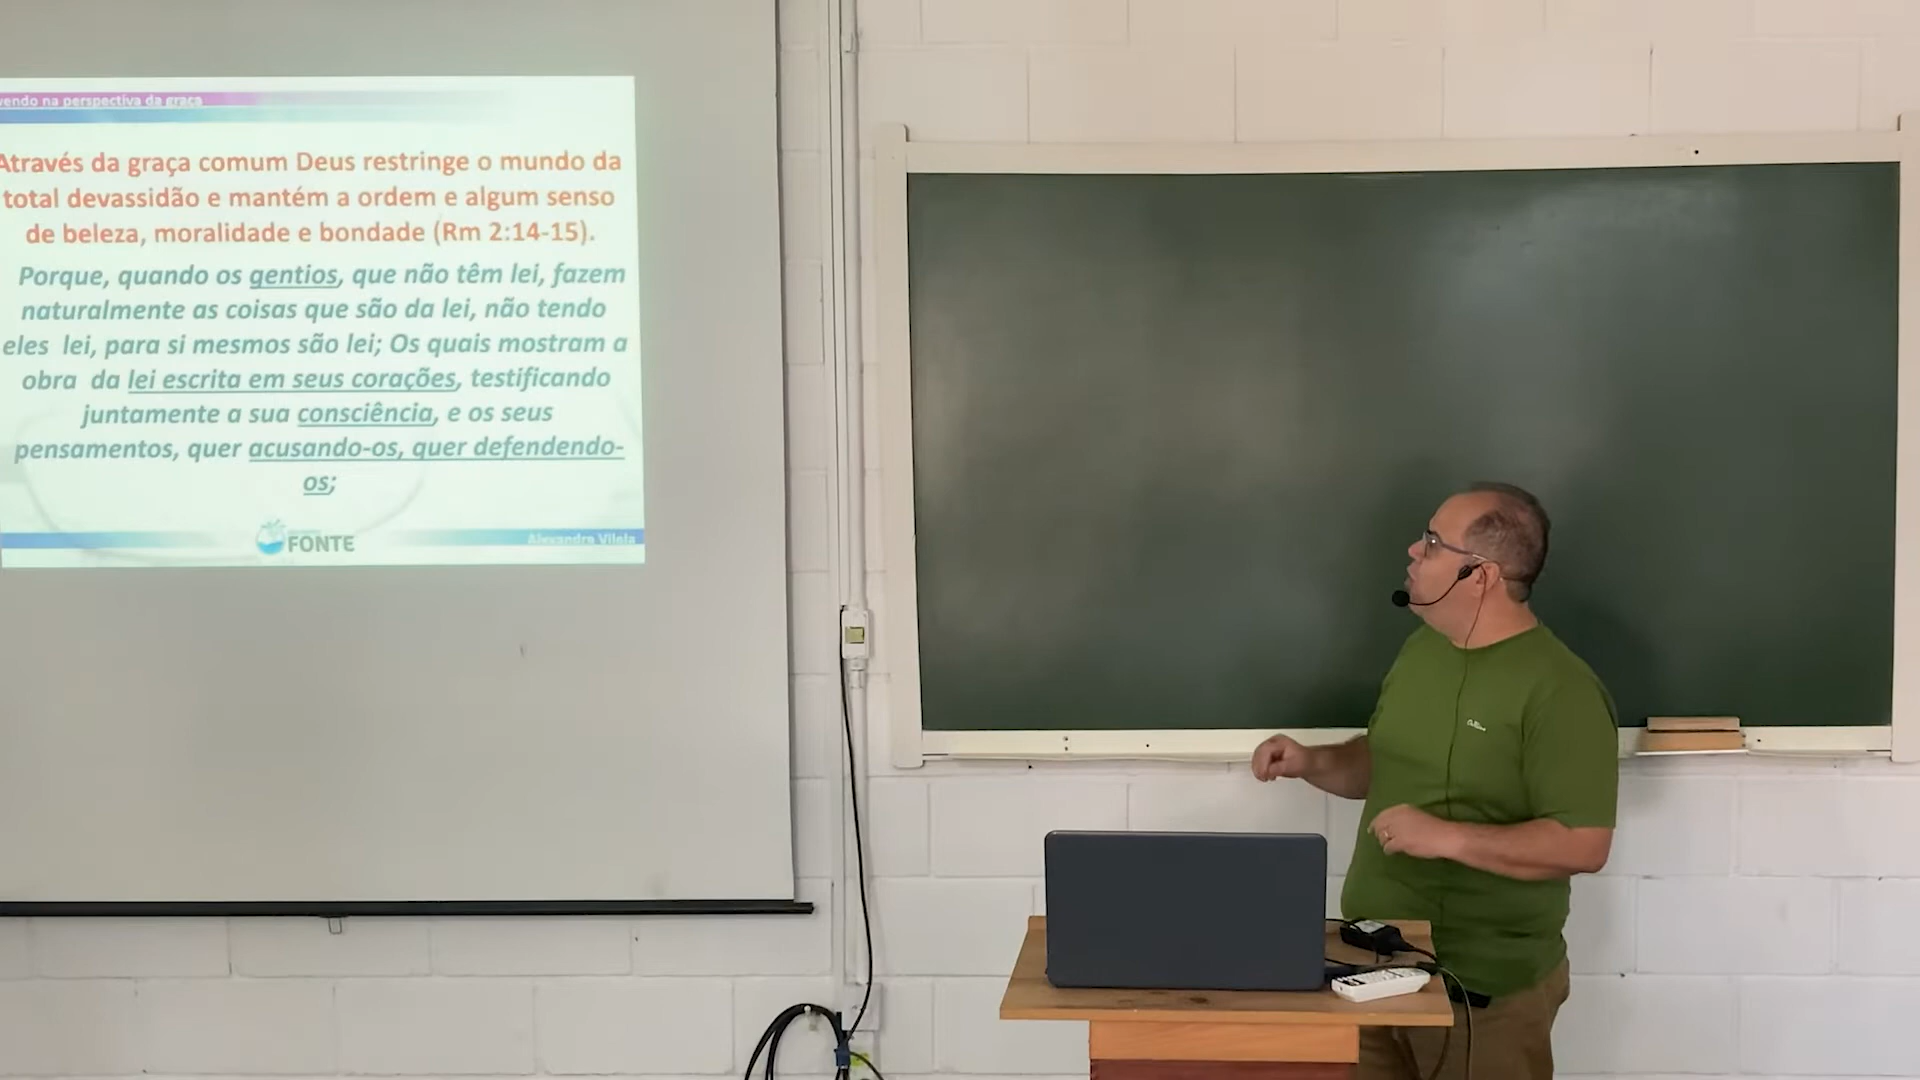 vendo na perspectiva da graça
Através da graça comum Deus restringe o mundo da
total devassidão e mantém a ordem e algum senso
de beleza, moralidade e bondade (Rm 2:14-15).
Porque, quando os gentios, que não têm lei, fazem
naturalmente as coisas que são da lei, não tendo
eles lei, para si mesmos são lei; Os quais mostram a
obra da lei escrita em seus corações, testificando
juntamente a sua consciência, e os seus
pensamentos, quer acusando-os, quer defendendo-
os;
FONTE
Alexandre Vilela